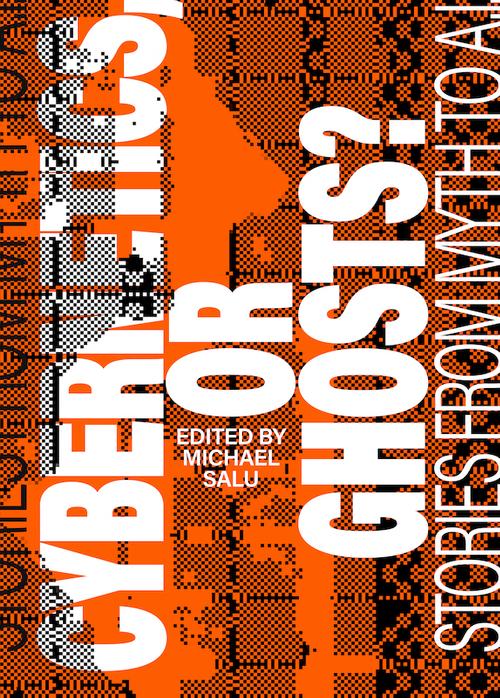 CYBERNETICS,
OR
GHOSTS?
EDITED BY
MICHAEL
SALU
STORIES FROM MYTH TO AI